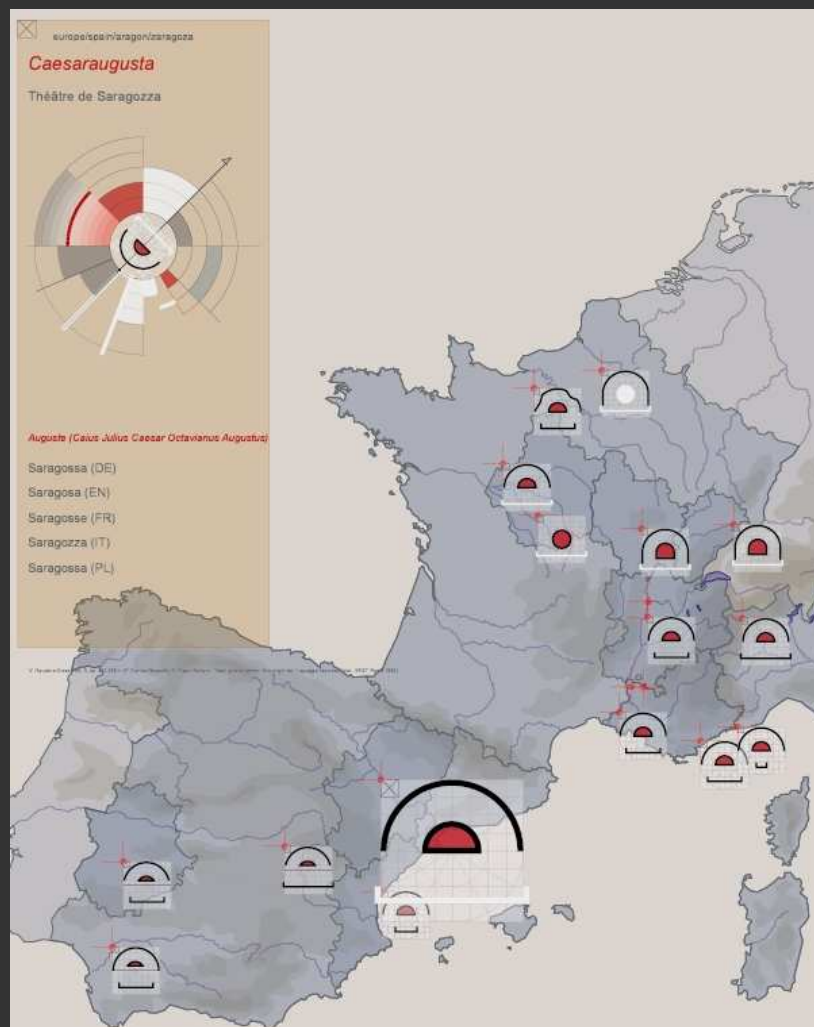 europe/spain/aragon/zaragoza
Caesaraugusta
Théâtre de Saragozza
Auguste (Caius Julius Caesar Octavianus Augustus)
Saragossa (DE)
Saragosa (EN)
Saragosse (FR)
Saragozza (IT)
Saragossa (PL)